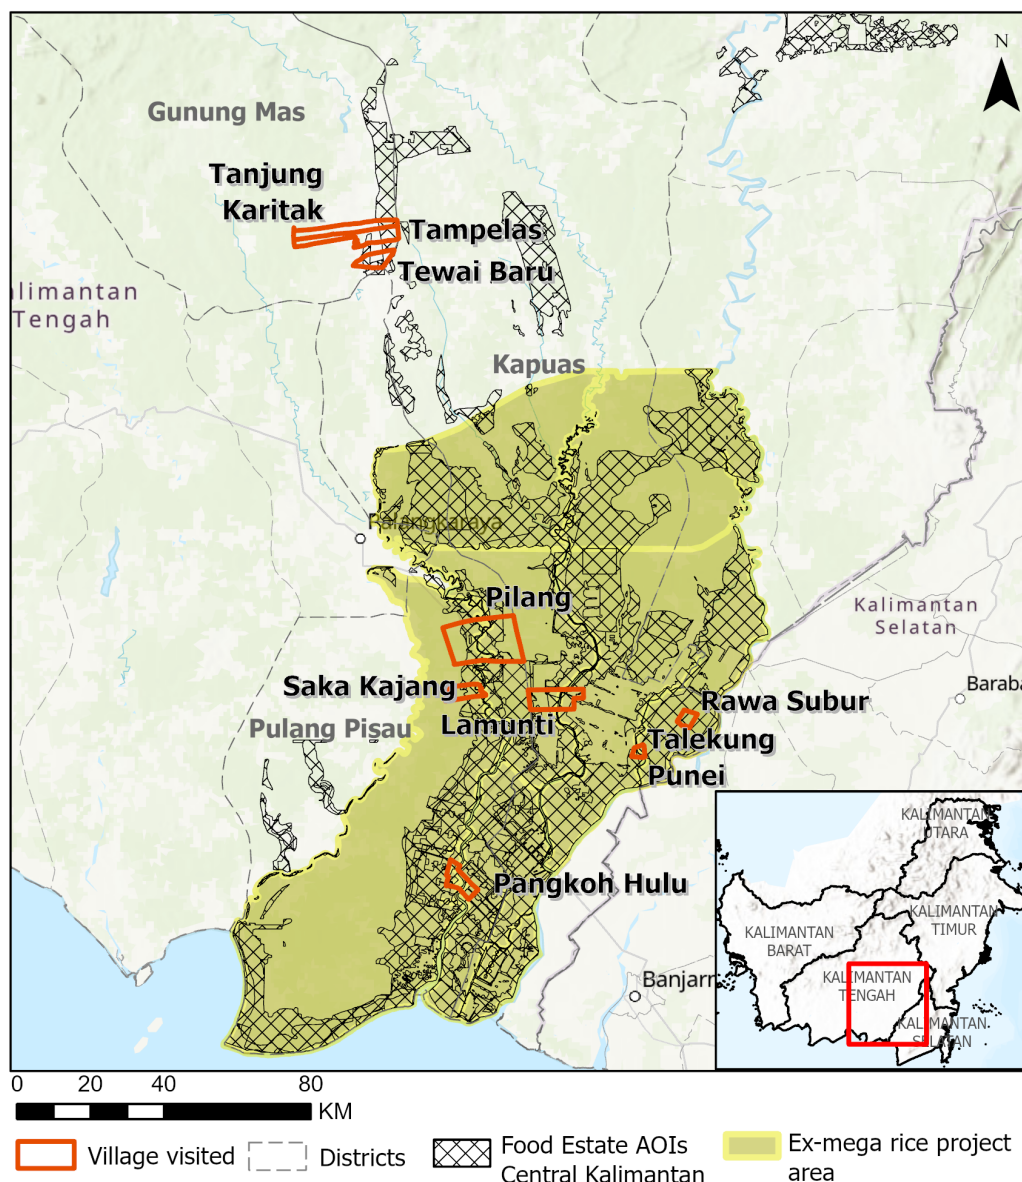 N
Gunung Mas
Tanjung
Karitak
Tampelas
Tewai Baru
alimantan
Tengah
Kapuas
Palangkaraya
Pilang
Kalimantan
Selatan
Saka Kajang
Lamunti
Rawa Subur
Baraba
Pulang Pisau
Talekung
Punei
Pangkoh Hulu
Banjarm
KALIMANTAN
UTARA
KALIMANTAN
TIMUR
KALIMANTAN
BARAT
KALIMANTAN
TENGAH
KALIMANTAN
SELATAN
0 20 40 80
KM
Village visited
Districts
Food Estate AOIs
Central Kalimantan
Ex-mega rice project
area